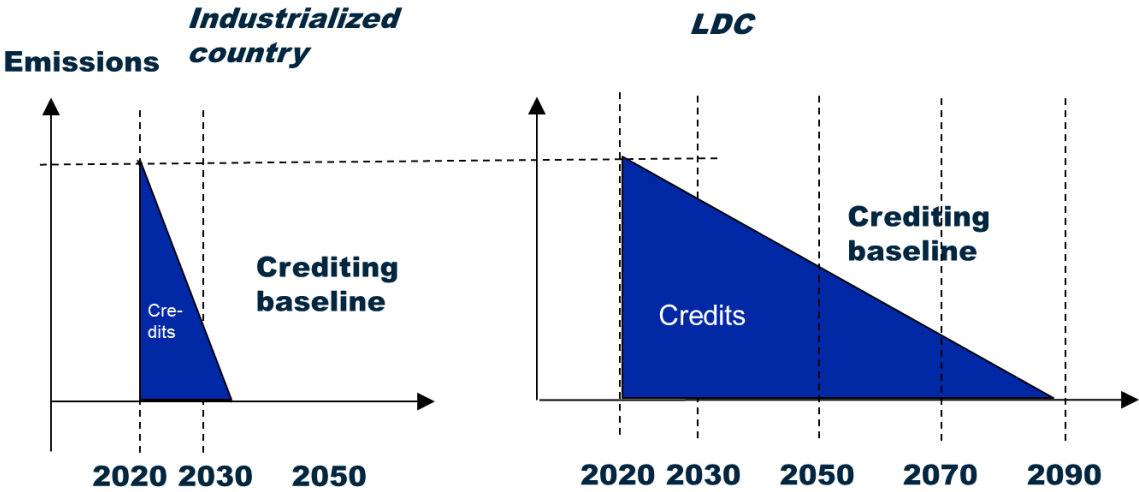 Industrialized
country
LDC
Emissions
Crediting
baseline
Cre-
dits
Crediting
baseline
Credits
2020 2030 2050
2020 2030 2050 2070 2090